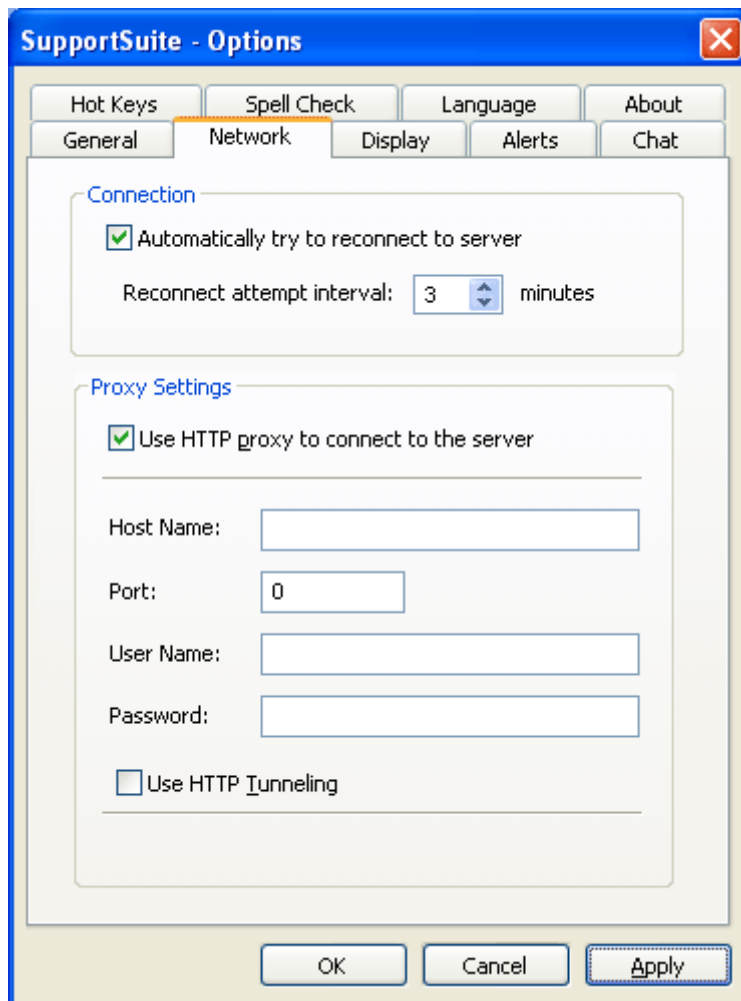 SupportSuite - Options
Hot Keys Spell Check Language About
General Network Display Alerts Chat
Connection
Automatically try to reconnect to server
Reconnect attempt interval: 3 minutes
Proxy Settings
Use HTTP proxy to connect to the server
Host Name:
Port: 0
User Name:
Password:
Use HTTP Tunneling
OK Cancel Apply